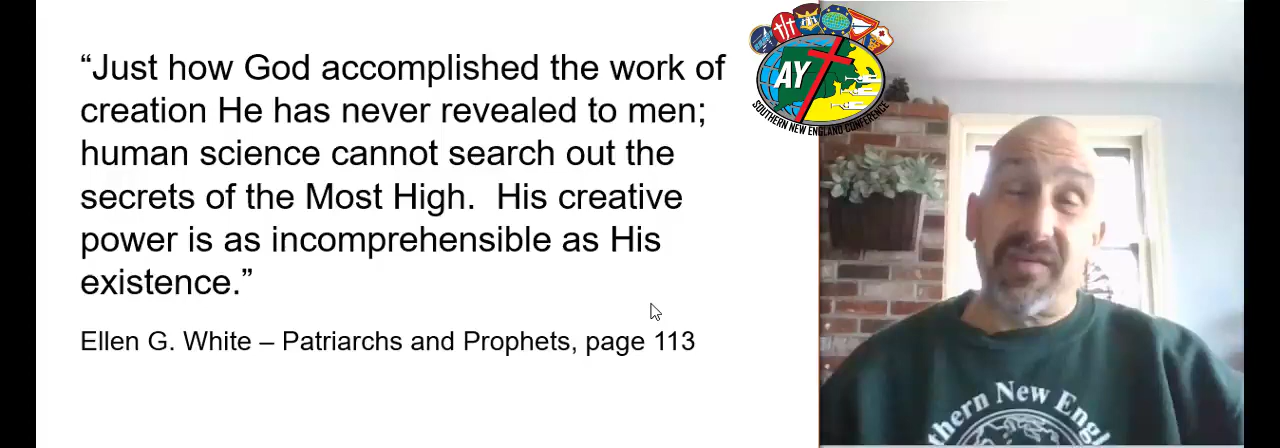 “Just how God accomplished the work of
creation He has never revealed to men;
human science cannot search out the
secrets of the Most High.  His creative
power is as incomprehensible as His
existence.”
Ellen G. White – Patriarchs and Prophets, page 113
AY
SOUTHERN NEW ENGLAND CONFERENCE
thern New Engl